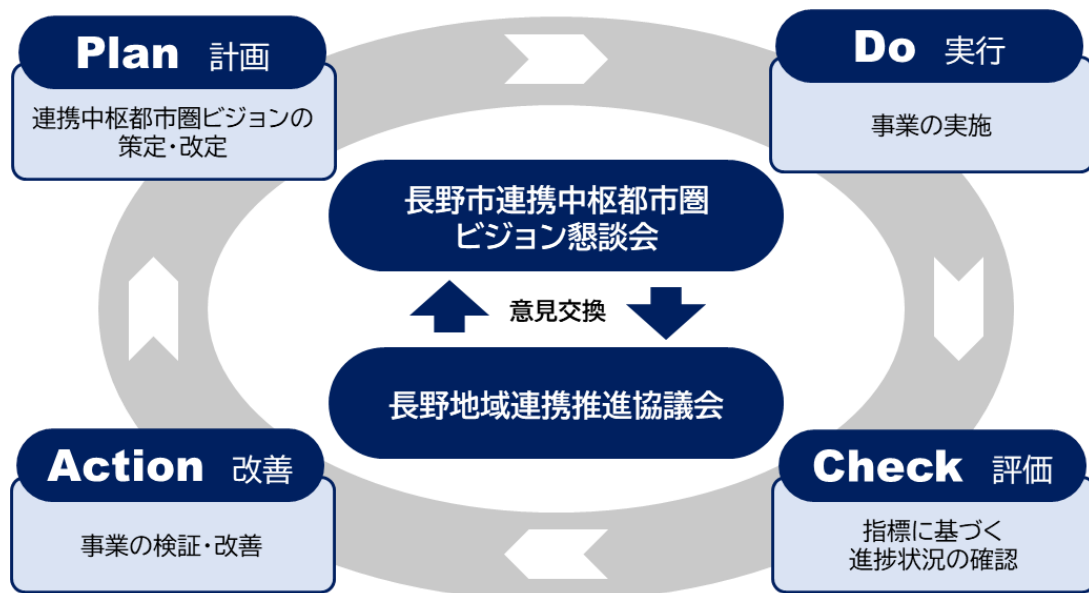 Plan 計画
連携中枢都市圏ビジョンの
策定・改定
Do 実行
事業の実施
長野市連携中枢都市圏
ビジョン懇談会
意見交換
長野地域連携推進協議会
Action 改善
事業の検証・改善
Check 評価
指標に基づく
進捗状況の確認